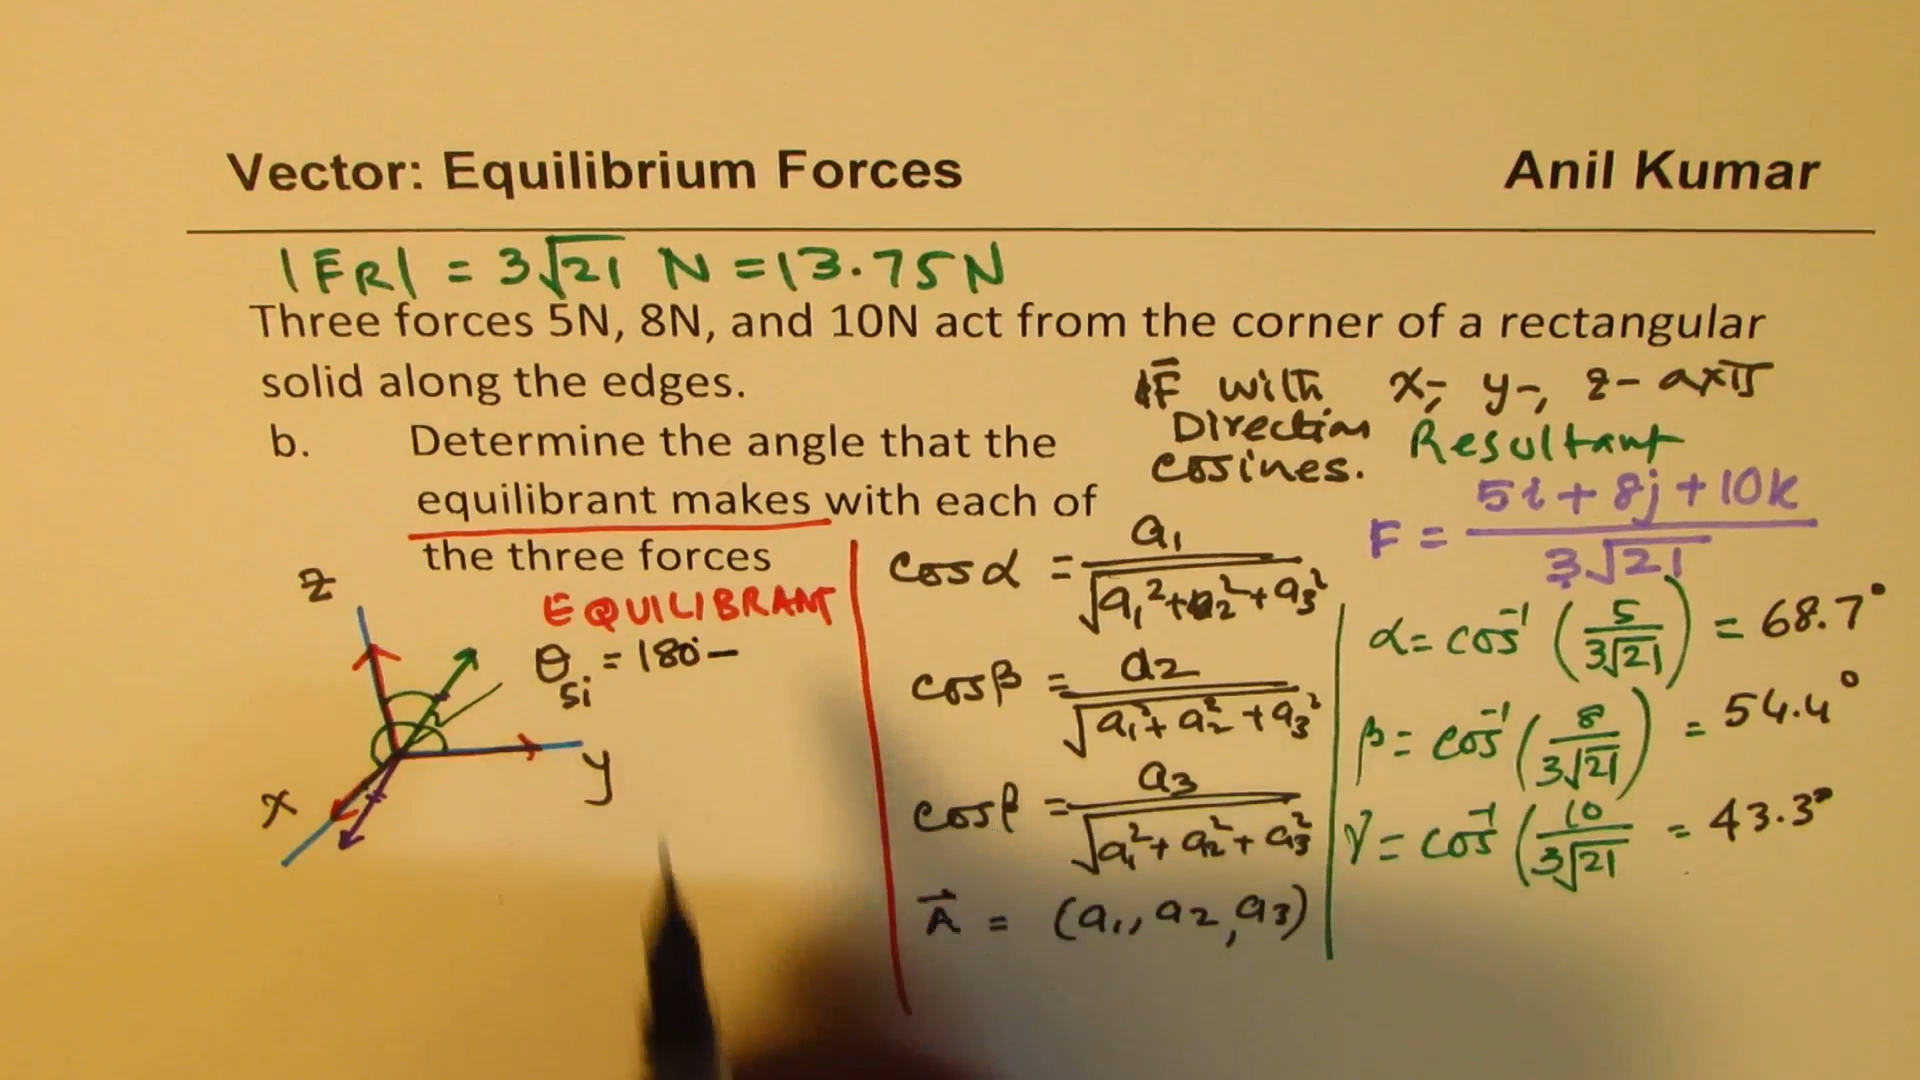 Vector: Equilibrium Forces
Anil Kumar
|FR| = 3√21 N = 13.75N
Three forces 5N, 8N, and 10N act from the corner of a rectangular
solid along the edges.
F⃗ with x-, y-, z-axis
Direction
cosines.
Resultant
b. Determine the angle that the
equilibrant makes with each of
the three forces
F = (5i + 8j + 10k) / 3√21
EQUILIBRANT
z
y
x
θ5i = 180° −
cosα = a1 / √(a1² + a2² + a3²)
cosβ = a2 / √(a1² + a2² + a3²)
cosβ = a3 / √(a1² + a2² + a3²)
A⃗ = (a1, a2, a3)
α = cos⁻¹ (5 / 3√21) = 68.7°
β = cos⁻¹ (8 / 3√21) = 54.4°
γ = cos⁻¹ (10 / 3√21 = 43.3°